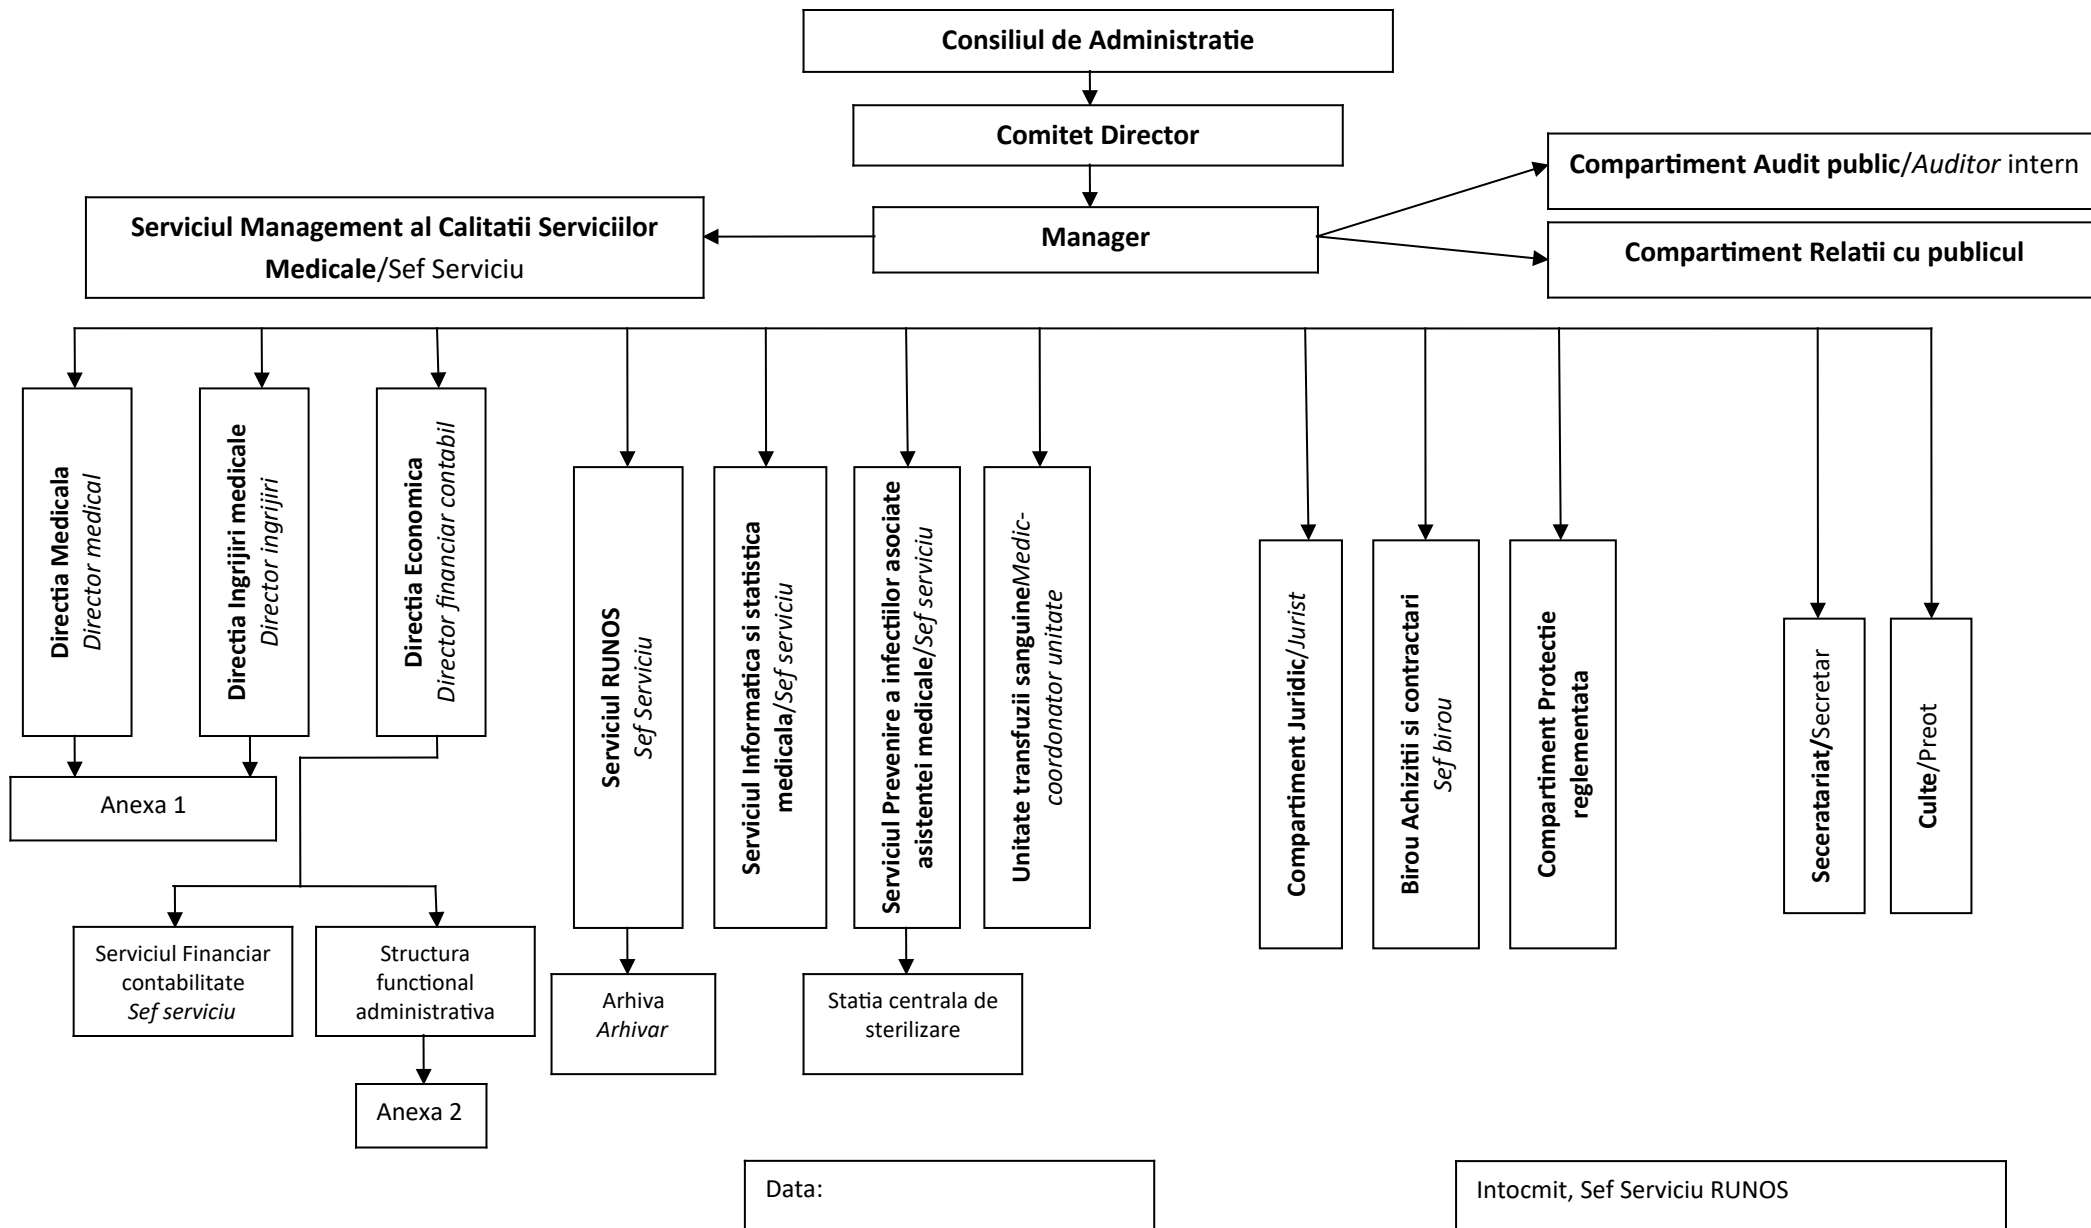 Consiliul de Administratie
Comitet Director
Compartiment Audit public/Auditor intern
Serviciul Management al Calitatii Serviciilor
Medicale/Sef Serviciu
Manager
Compartiment Relatii cu publicul
Directia Medicala
Director medical
Directia Ingrijiri medicale
Director ingrijiri
Directia Economica
Director financiar contabil
Serviciul RUNOS
Sef Serviciu
Serviciul Informatica si statistica
medicala/Sef serviciu
Serviciul Prevenire a infectiilor asociate
asistentei medicale/Sef serviciu
Unitate transfuzii sanguineMedic-
coordonator unitate
Compartiment Juridic/Jurist
Birou Achizitii si contractari
Sef birou
Compartiment Protectie
reglementata
Seceratariat/Secretar
Culte/Preot
Anexa 1
Serviciul Financiar
contabilitate
Sef serviciu
Structura
functional
administrativa
Arhiva
Arhivar
Statia centrala de
sterilizare
Anexa 2
Data:
Intocmit, Sef Serviciu RUNOS